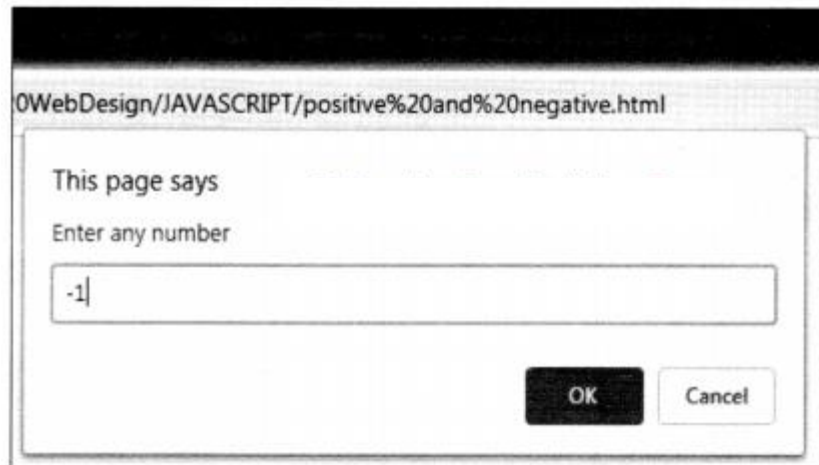 0WebDesign/JAVASCRIPT/positive%20and%20negative.html
This page says
Enter any number
-1
OK
Cancel